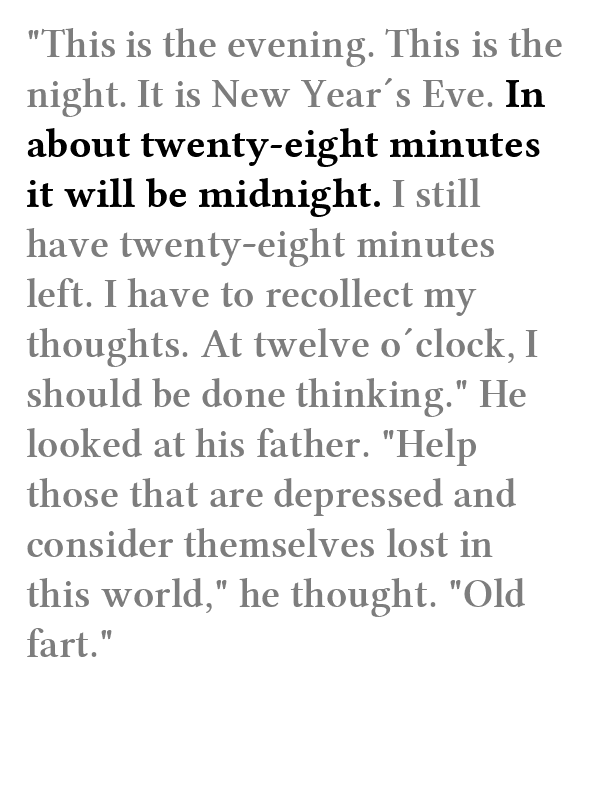 "This is the evening. This is the
night. It is New Year´s Eve. In
about twenty-eight minutes
it will be midnight. I still
have twenty-eight minutes
left. I have to recollect my
thoughts. At twelve o´clock, I
should be done thinking." He
looked at his father. "Help
those that are depressed and
consider themselves lost in
this world," he thought. "Old
fart."